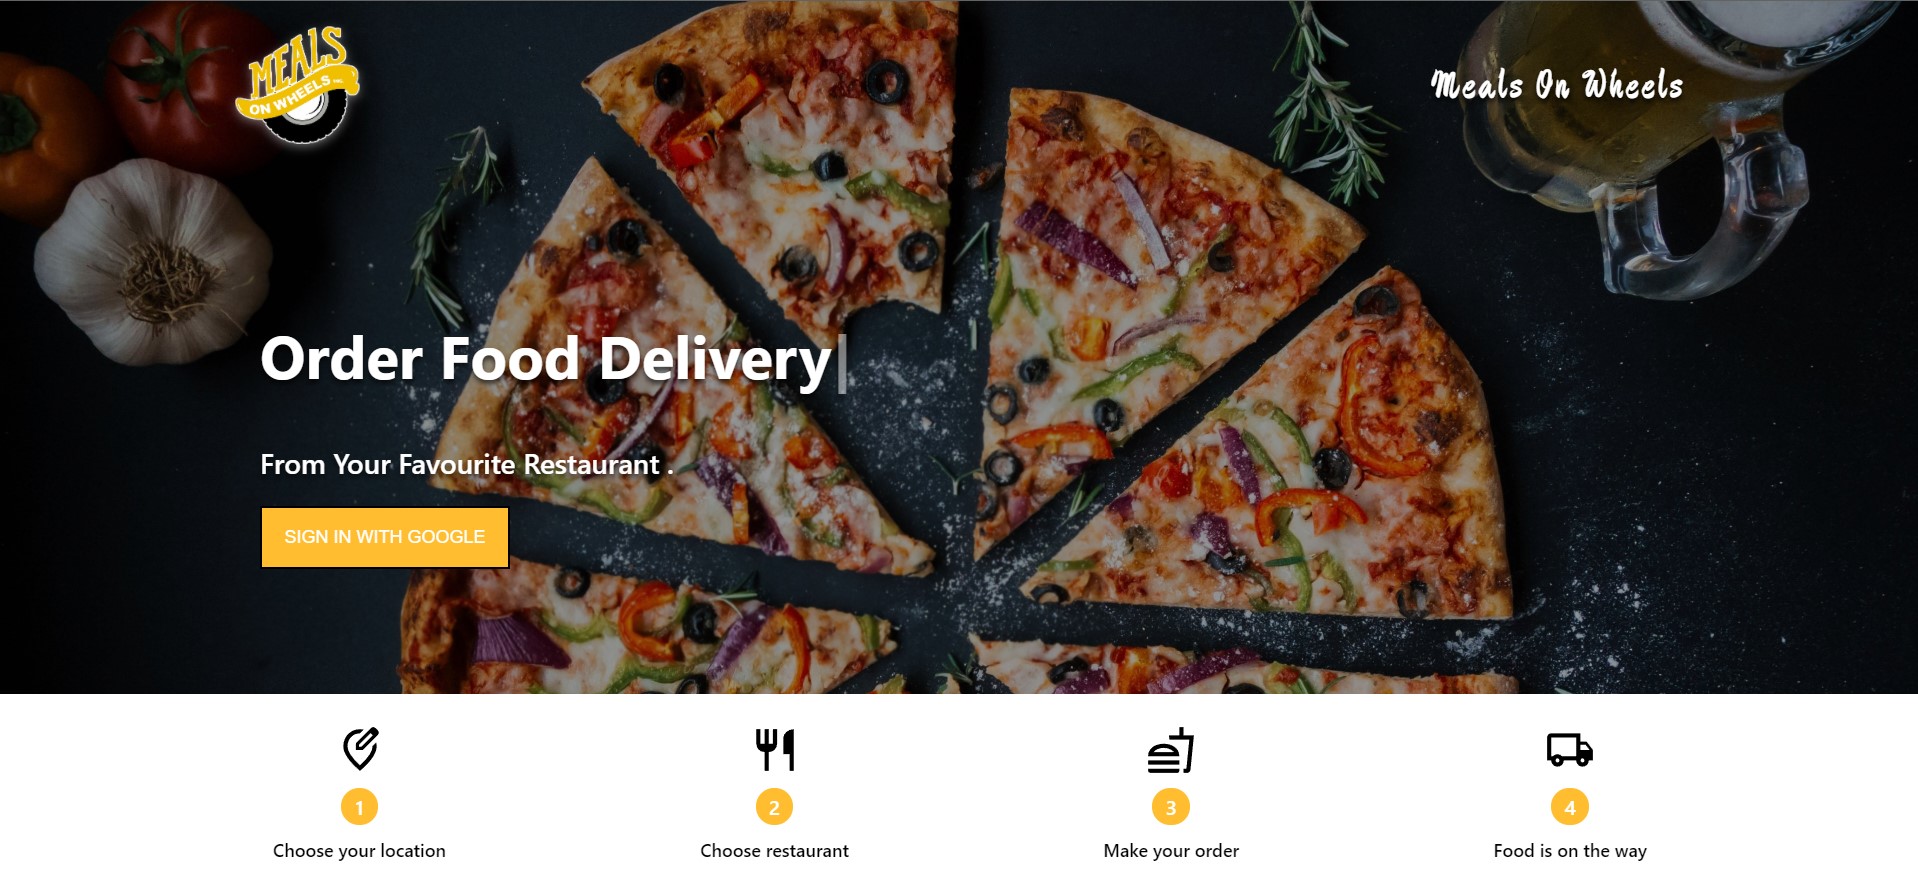 MEALS
ON WHEELS INC.
Meals On Wheels
Order Food Delivery|
From Your Favourite Restaurant .
SIGN IN WITH GOOGLE
1
2
3
4
Choose your location
Choose restaurant
Make your order
Food is on the way